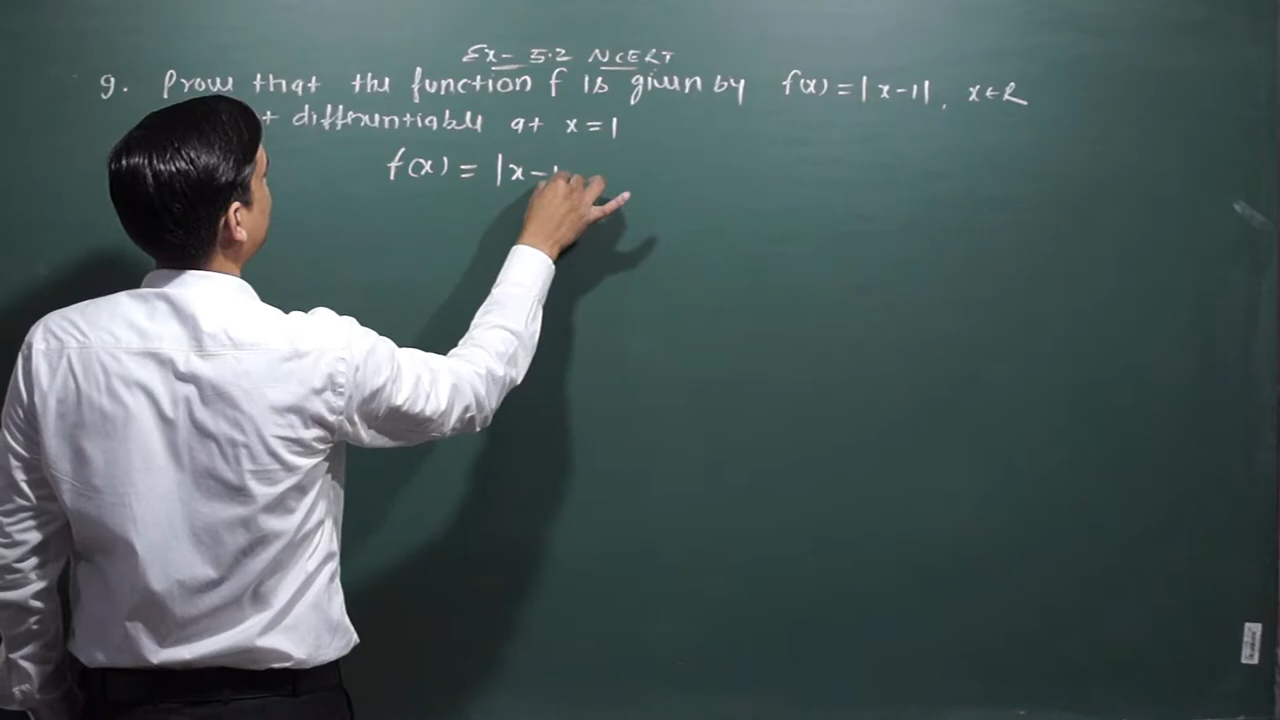 Ex- 5.2 NCERT
9. Prove that the function f is given by f(x) = |x-1|, x∈R
differentiable at x=1
f(x) = |x-1